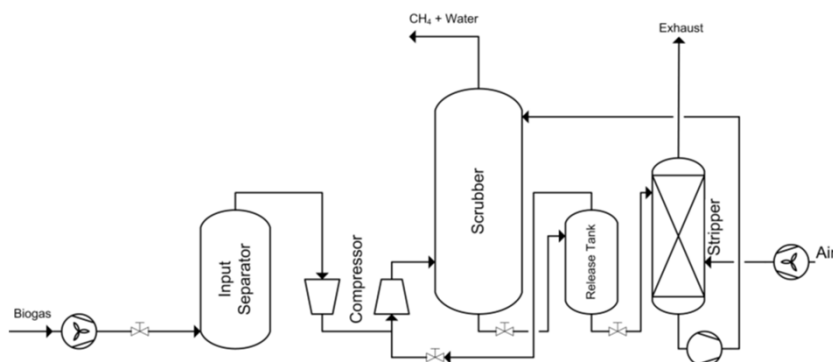 CH₄ + Water
Exhaust
Scrubber
Input
Separator
Compressor
Release Tank
Stripper
Air
Biogas